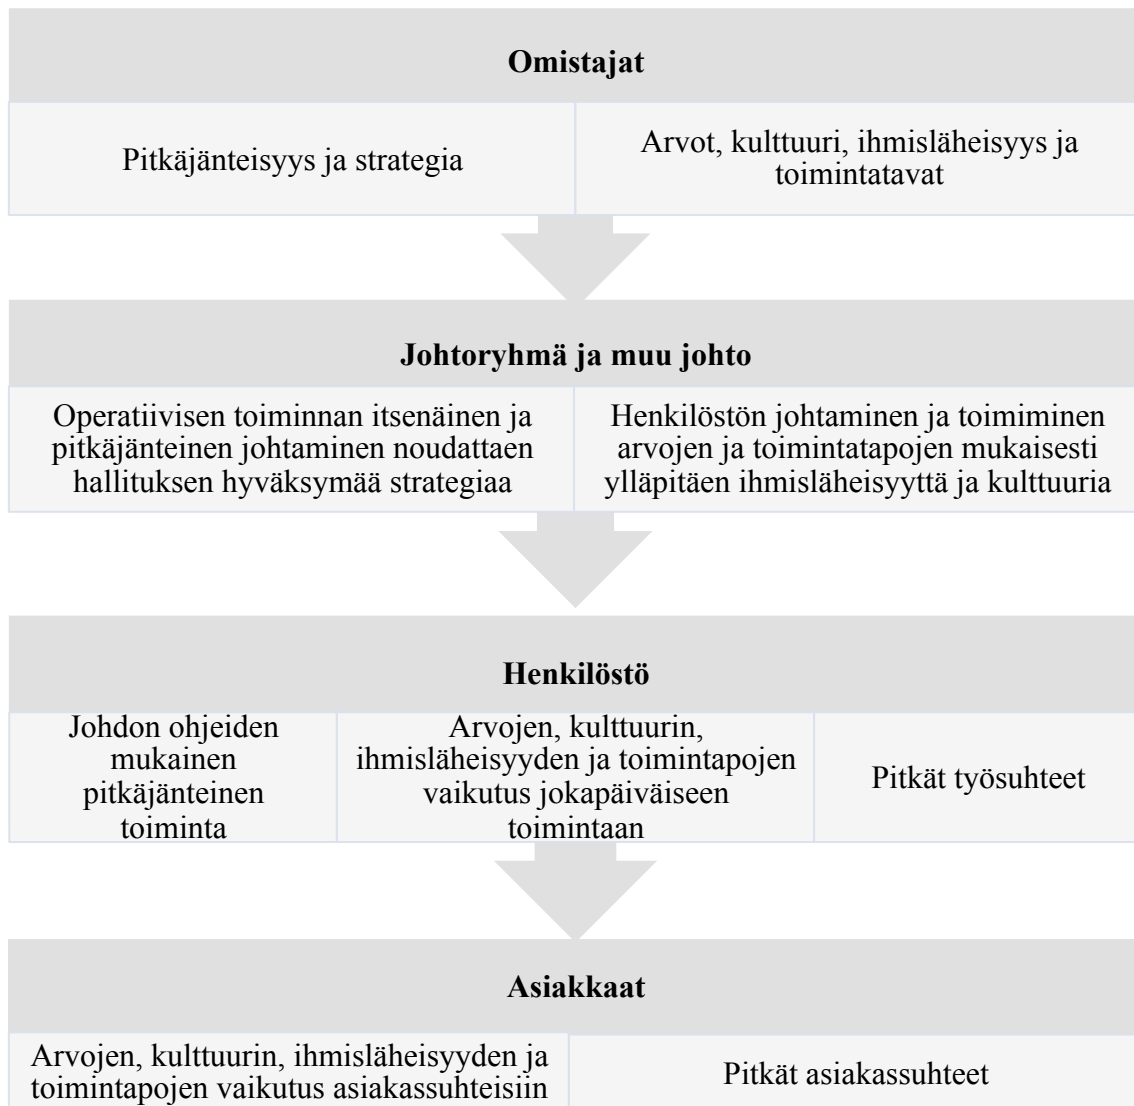 Omistajat
Pitkäjänteisyys ja strategia
Arvot, kulttuuri, ihmisläheisyys ja
toimintatavat
Johtoryhmä ja muu johto
Operatiivisen toiminnan itsenäinen ja
pitkäjänteinen johtaminen noudattaen
hallituksen hyväksymää strategiaa
Henkilöstön johtaminen ja toimiminen
arvojen ja toimintatapojen mukaisesti
ylläpitäen ihmisläheisyyttä ja kulttuuria
Henkilöstö
Johdon ohjeiden
mukainen
pitkäjänteinen
toiminta
Arvojen, kulttuurin,
ihmisläheisyyden ja toimintapojen
vaikutus jokapäiväiseen
toimintaan
Pitkät työsuhteet
Asiakkaat
Arvojen, kulttuurin, ihmisläheisyyden ja
toimintapojen vaikutus asiakassuhteisiin
Pitkät asiakassuhteet